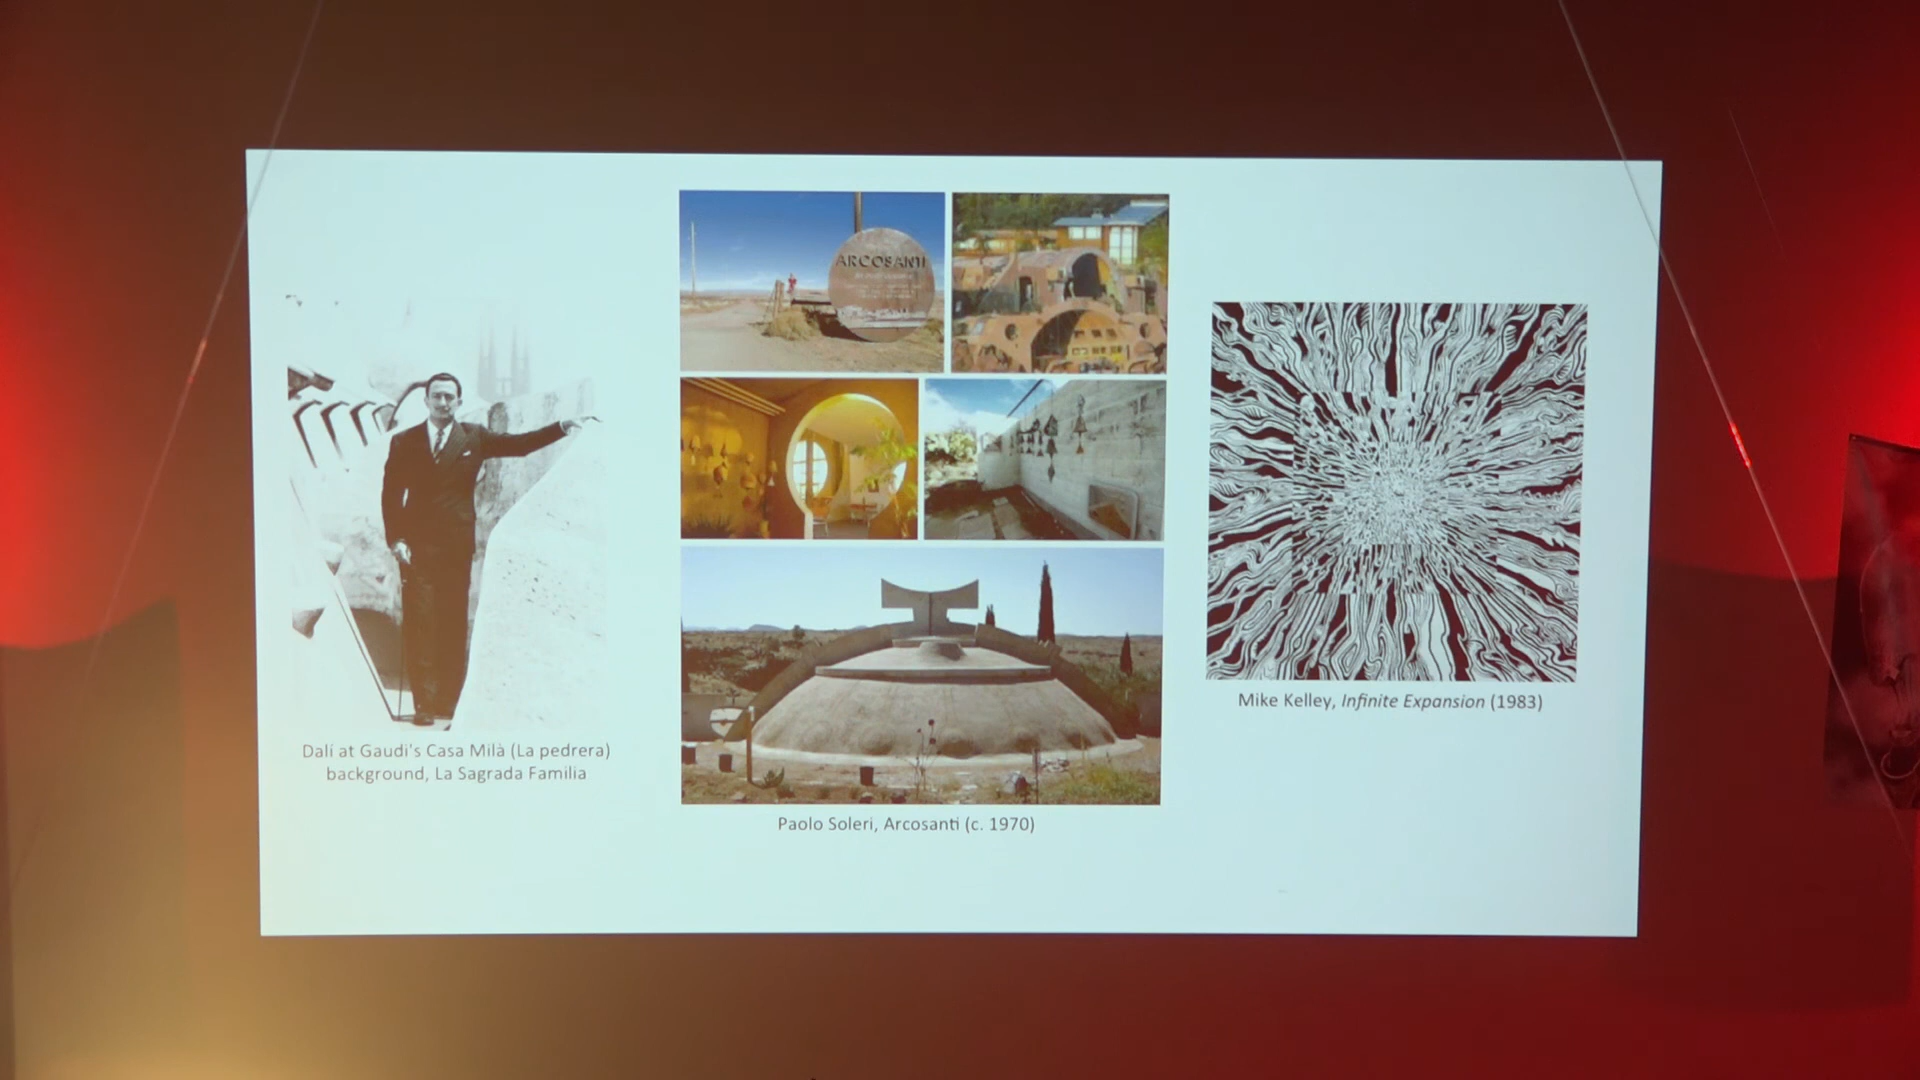 ARCOSANTI
Dalí at Gaudí's Casa Milà (La pedrera)
background, La Sagrada Familia
Paolo Soleri, Arcosanti (c. 1970)
Mike Kelley, Infinite Expansion (1983)